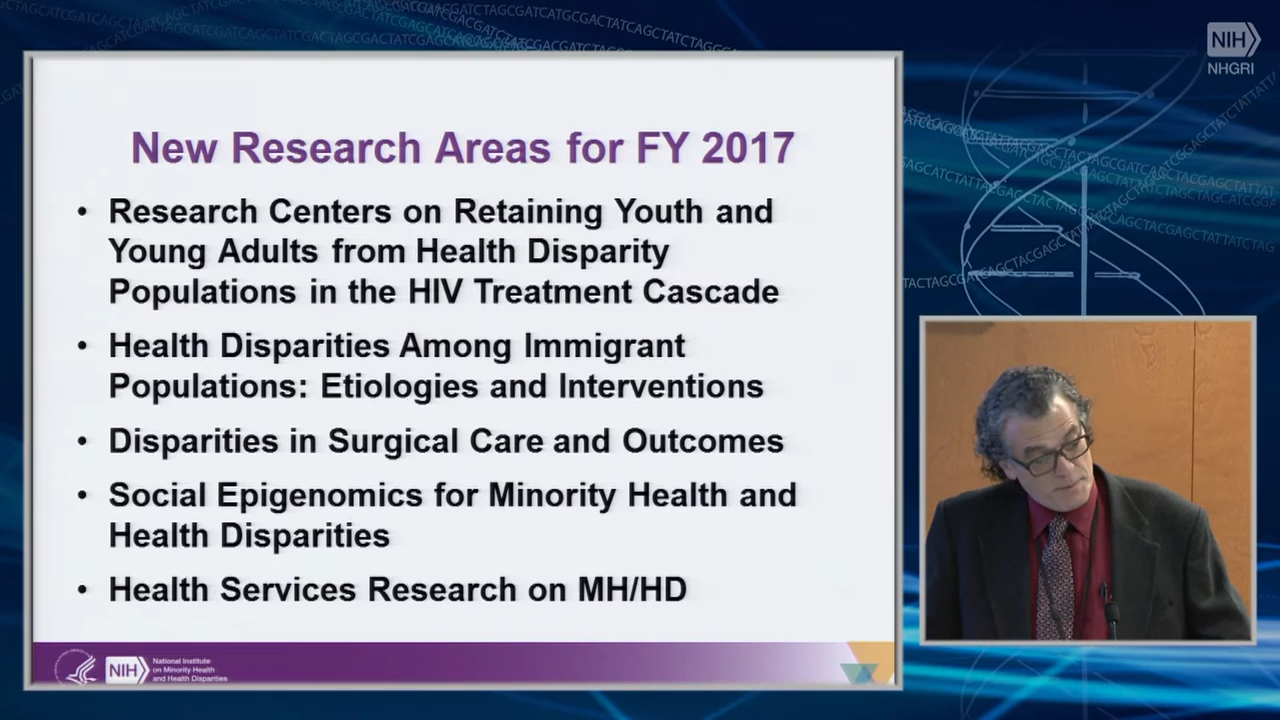 NIH
NHGRI
New Research Areas for FY 2017
• Research Centers on Retaining Youth and
Young Adults from Health Disparity
Populations in the HIV Treatment Cascade
• Health Disparities Among Immigrant
Populations: Etiologies and Interventions
• Disparities in Surgical Care and Outcomes
• Social Epigenomics for Minority Health and
Health Disparities
• Health Services Research on MH/HD
NIH
National Institute
on Minority Health
and Health Disparities